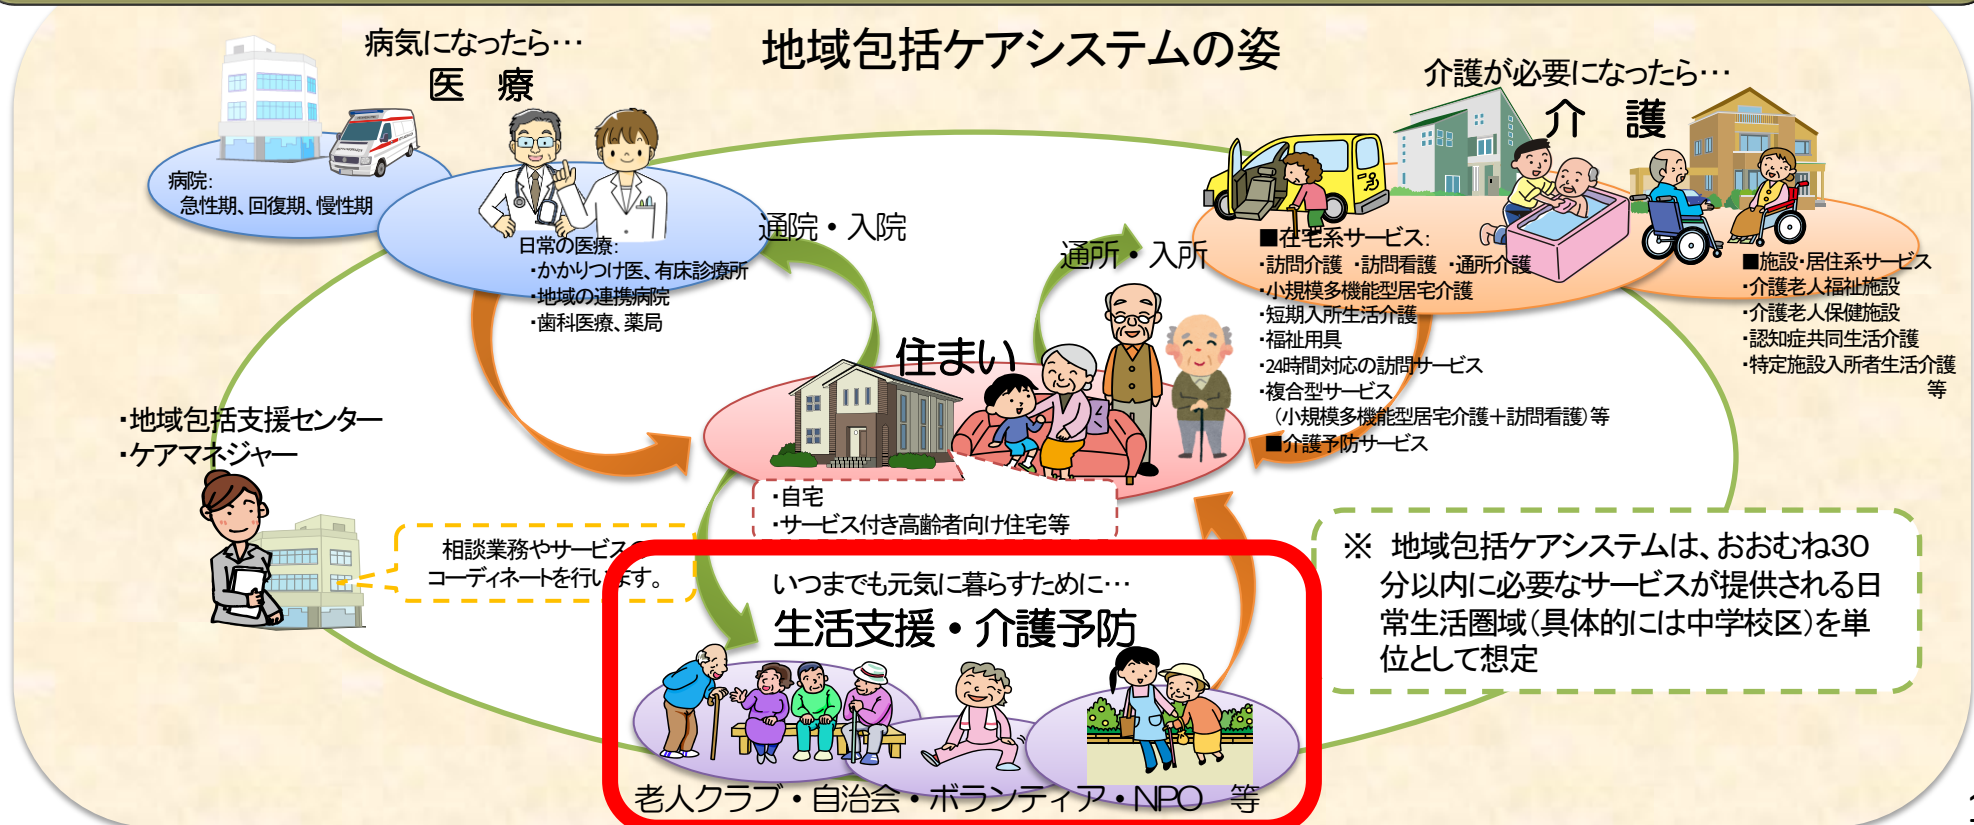 地域包括ケアシステムの姿
病気になったら…
医 療
病院:
急性期、回復期、慢性期
日常の医療:
・かかりつけ医、有床診療所
・地域の連携病院
・歯科医療、薬局
通院・入院
通所・入所
介護が必要になったら…
介 護
■在宅系サービス:
・訪問介護 ・訪問看護 ・通所介護
・小規模多機能型居宅介護
・短期入所生活介護
・福祉用具
・24時間対応の訪問サービス
・複合型サービス
(小規模多機能型居宅介護+訪問看護)等
■介護予防サービス
■施設・居住系サービス
・介護老人福祉施設
・介護老人保健施設
・認知症共同生活介護
・特定施設入所者生活介護
等
住まい
・自宅
・サービス付き高齢者向け住宅等
・地域包括支援センター
・ケアマネジャー
相談業務やサービスの
コーディネートを行います。
いつまでも元気に暮らすために…
生活支援・介護予防
老人クラブ・自治会・ボランティア・NPO 等
※ 地域包括ケアシステムは、おおむね30
分以内に必要なサービスが提供される日
常生活圏域(具体的には中学校区)を単
位として想定